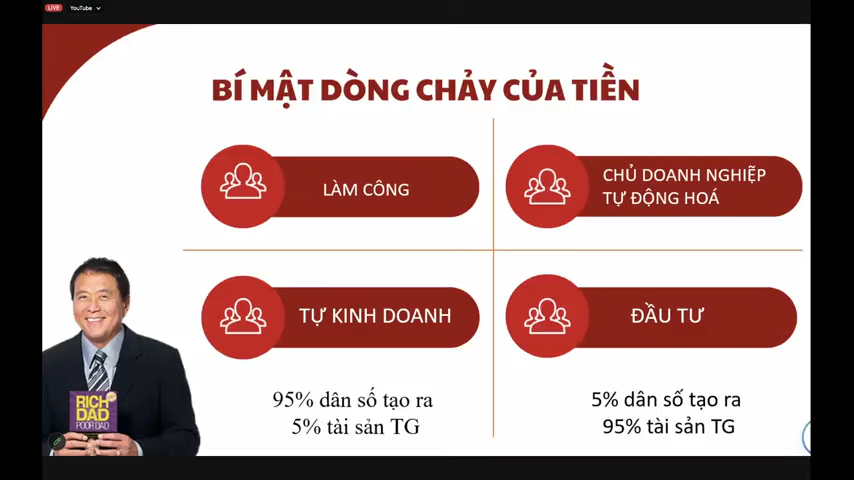 LIVE YouTube
BÍ MẬT DÒNG CHẢY CỦA TIỀN
LÀM CÔNG
CHỦ DOANH NGHIỆP
TỰ ĐỘNG HOÁ
TỰ KINH DOANH
ĐẦU TƯ
95% dân số tạo ra
5% tài sản TG
5% dân số tạo ra
95% tài sản TG
RICH
DAD
POOR DAD